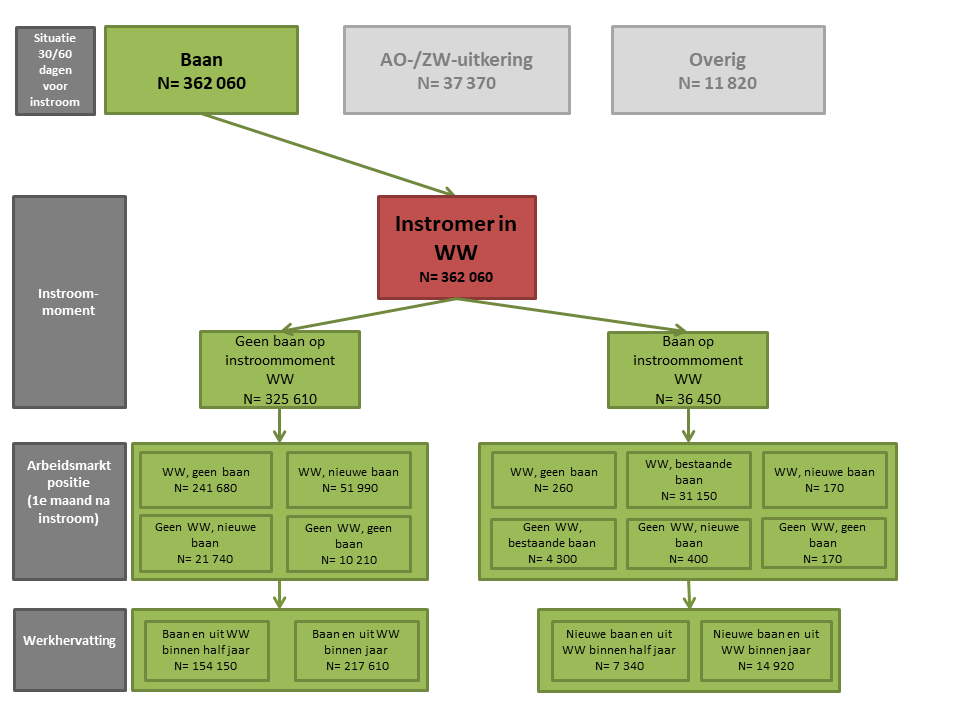 Situatie
30/60
dagen
voor
instroom
Baan
N= 362 060
AO-/ZW-uitkering
N= 37 370
Overig
N= 11 820
Instroom-
moment
Instromer in
WW
N= 362 060
Geen baan op
instroommoment
WW
N= 325 610
Baan op
instroommoment
WW
N= 36 450
Arbeidsmarkt
positie
(1e maand na
instroom)
WW, geen baan
N= 241 680
WW, nieuwe baan
N= 51 990
Geen WW, nieuwe
baan
N= 21 740
Geen WW, geen
baan
N= 10 210
WW, geen baan
N= 260
WW, bestaande
baan
N= 31 150
WW, nieuwe baan
N= 170
Geen WW,
bestaande baan
N= 4 300
Geen WW, nieuwe
baan
N= 400
Geen WW, geen
baan
N= 170
Werkhervatting
Baan en uit WW
binnen half jaar
N= 154 150
Baan en uit WW
binnen jaar
N= 217 610
Nieuwe baan en uit
WW binnen half jaar
N= 7 340
Nieuwe baan en uit
WW binnen jaar
N= 14 920